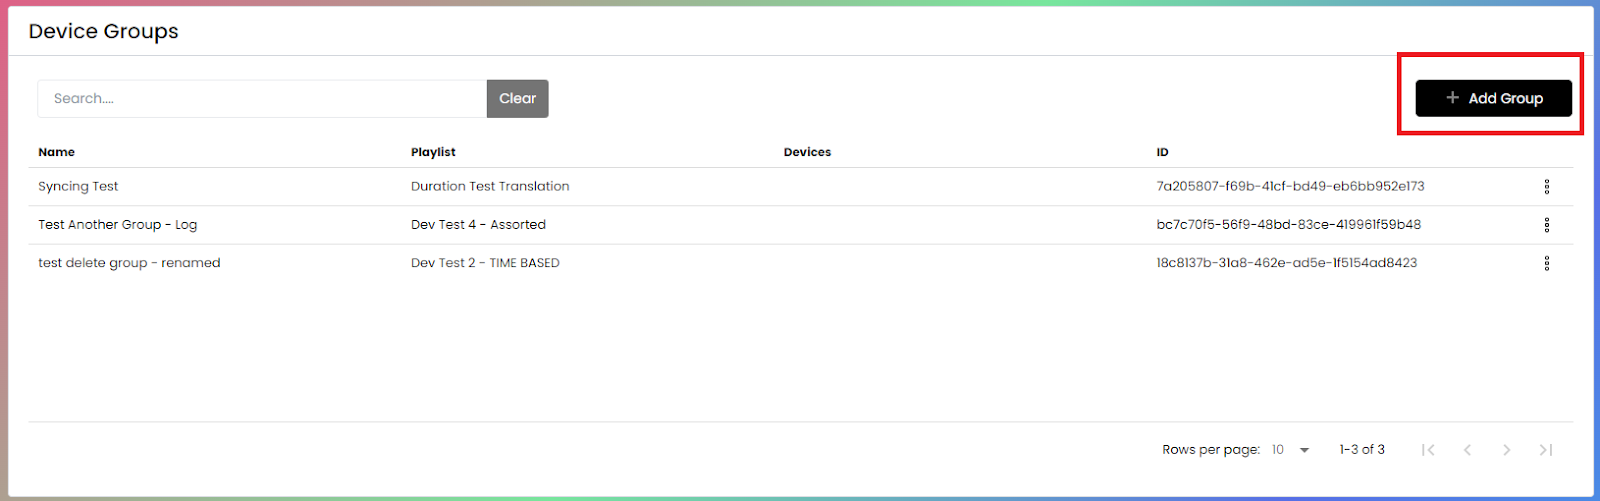 Device Groups
Search.... Clear + Add Group
Name Playlist Devices ID
Syncing Test Duration Test Translation 7a205807-f69b-41cf-bd49-eb6bb952e173
Test Another Group - Log Dev Test 4 - Assorted bc7c70f5-56f9-48bd-83ce-419961f59b48
test delete group - renamed Dev Test 2 - TIME BASED 18c8137b-31a8-462e-ad5e-1f5154ad8423
Rows per page: 10 1-3 of 3